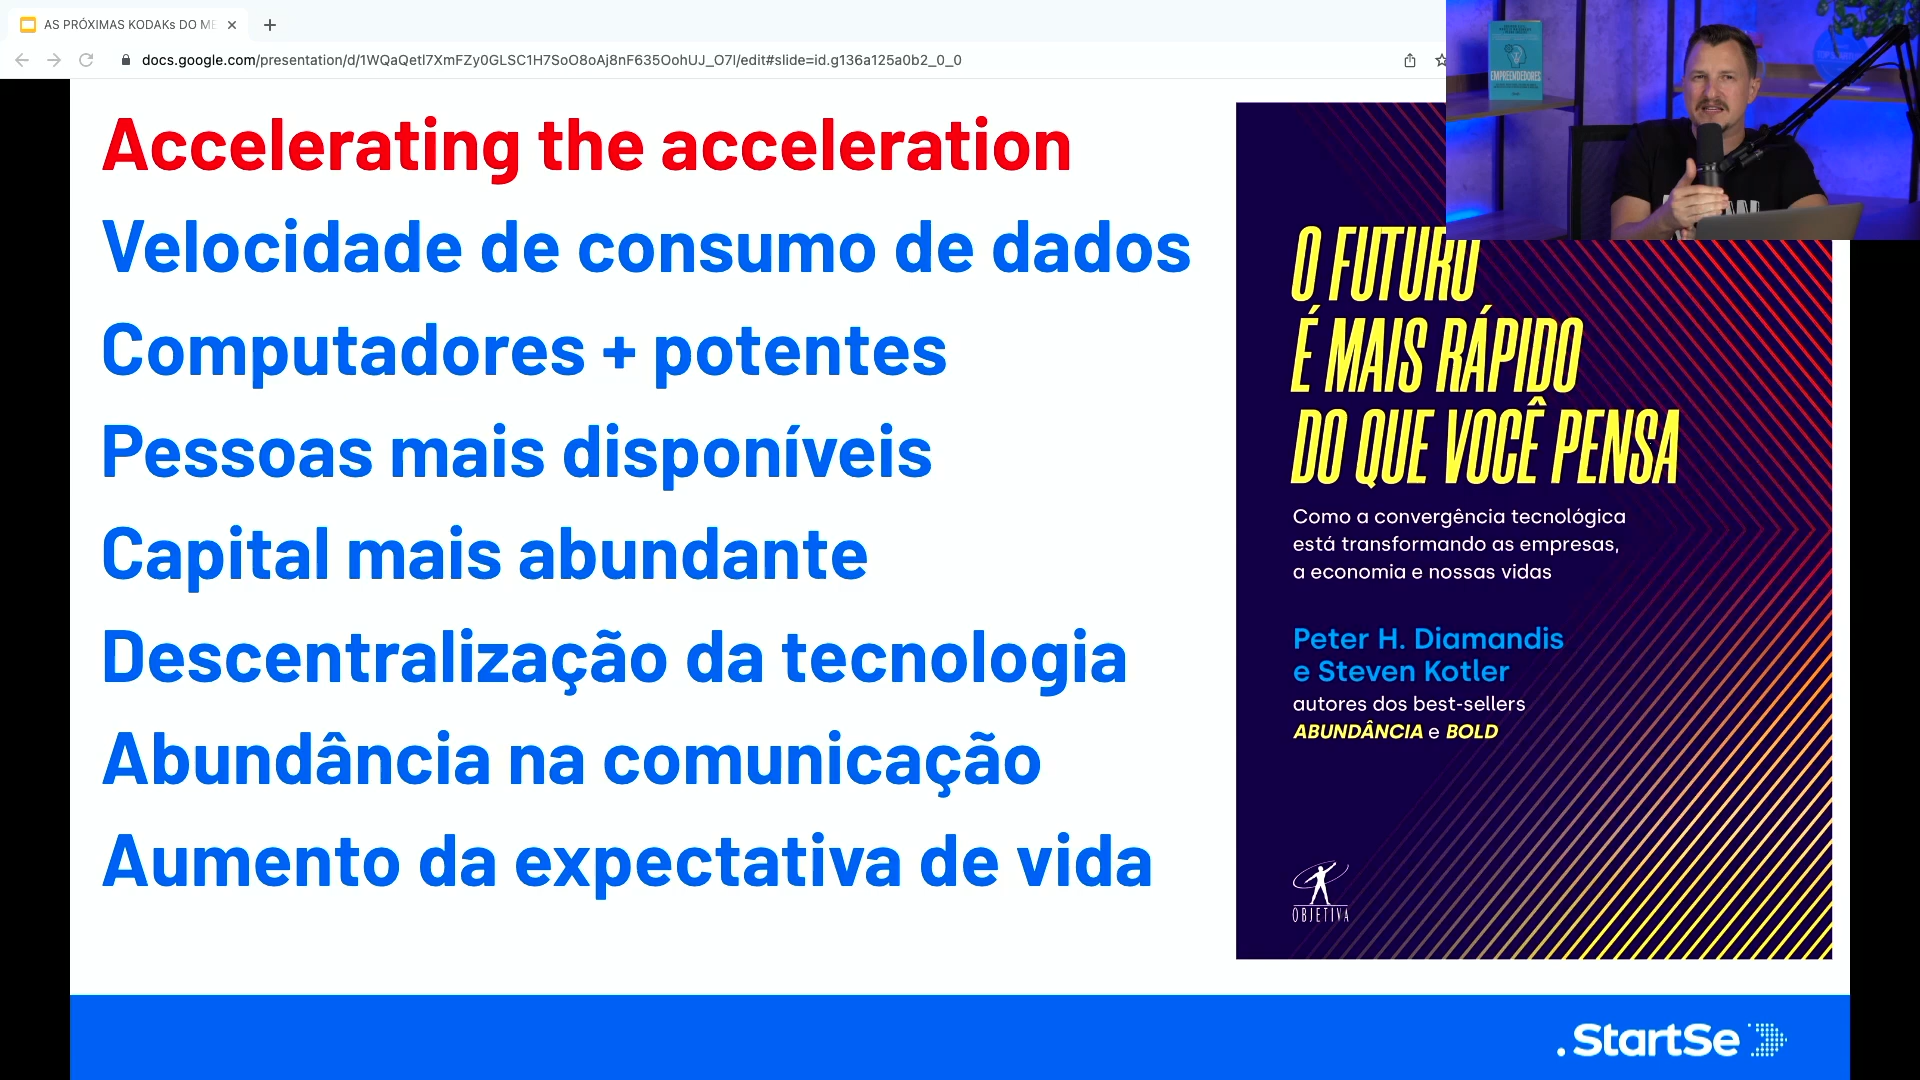 AS PRÓXIMAS KODAKs DO ME
docs.google.com/presentation/d/1WQaQetl7XmFZy0GLSC1H7SoO8oAj8nF635OohUJ_O7I/edit#slide=id.g136a125a0b2_0_0
Accelerating the acceleration
Velocidade de consumo de dados
Computadores + potentes
Pessoas mais disponíveis
Capital mais abundante
Descentralização da tecnologia
Abundância na comunicação
Aumento da expectativa de vida
EMPREENDEDORES
O FUTURO
É MAIS RÁPIDO
DO QUE VOCÊ PENSA
Como a convergência tecnológica
está transformando as empresas,
a economia e nossas vidas
Peter H. Diamandis
e Steven Kotler
autores dos best-sellers
ABUNDÂNCIA e BOLD
OBJETIVA
.StartSe